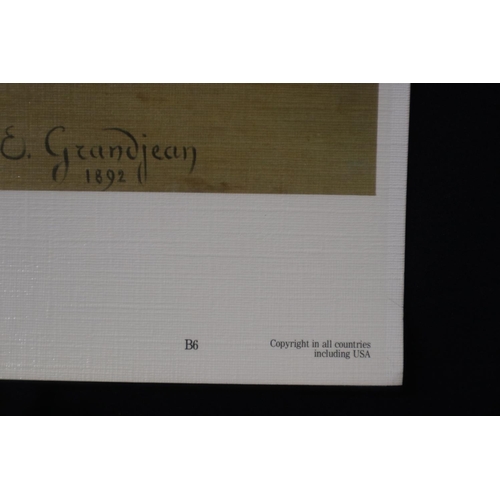 E. Grandjean
1892
B6
Copyright in all countries
including USA